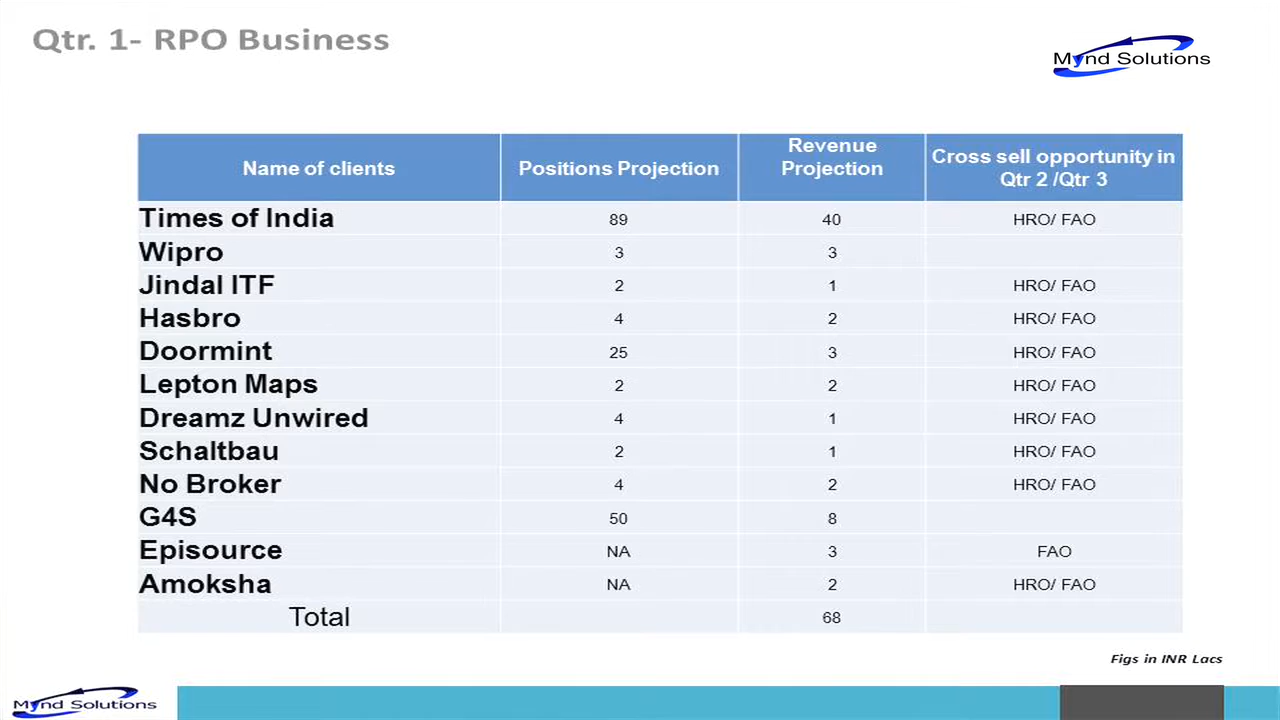 Qtr. 1- RPO Business
Mynd Solutions
Name of clients Positions Projection Revenue Projection Cross sell opportunity in Qtr 2 /Qtr 3
Times of India 89 40 HRO/ FAO
Wipro 3 3
Jindal ITF 2 1 HRO/ FAO
Hasbro 4 2 HRO/ FAO
Doormint 25 3 HRO/ FAO
Lepton Maps 2 2 HRO/ FAO
Dreamz Unwired 4 1 HRO/ FAO
Schaltbau 2 1 HRO/ FAO
No Broker 4 2 HRO/ FAO
G4S 50 8
Episource NA 3 FAO
Amoksha NA 2 HRO/ FAO
Total 68
Figs in INR Lacs
Mynd Solutions